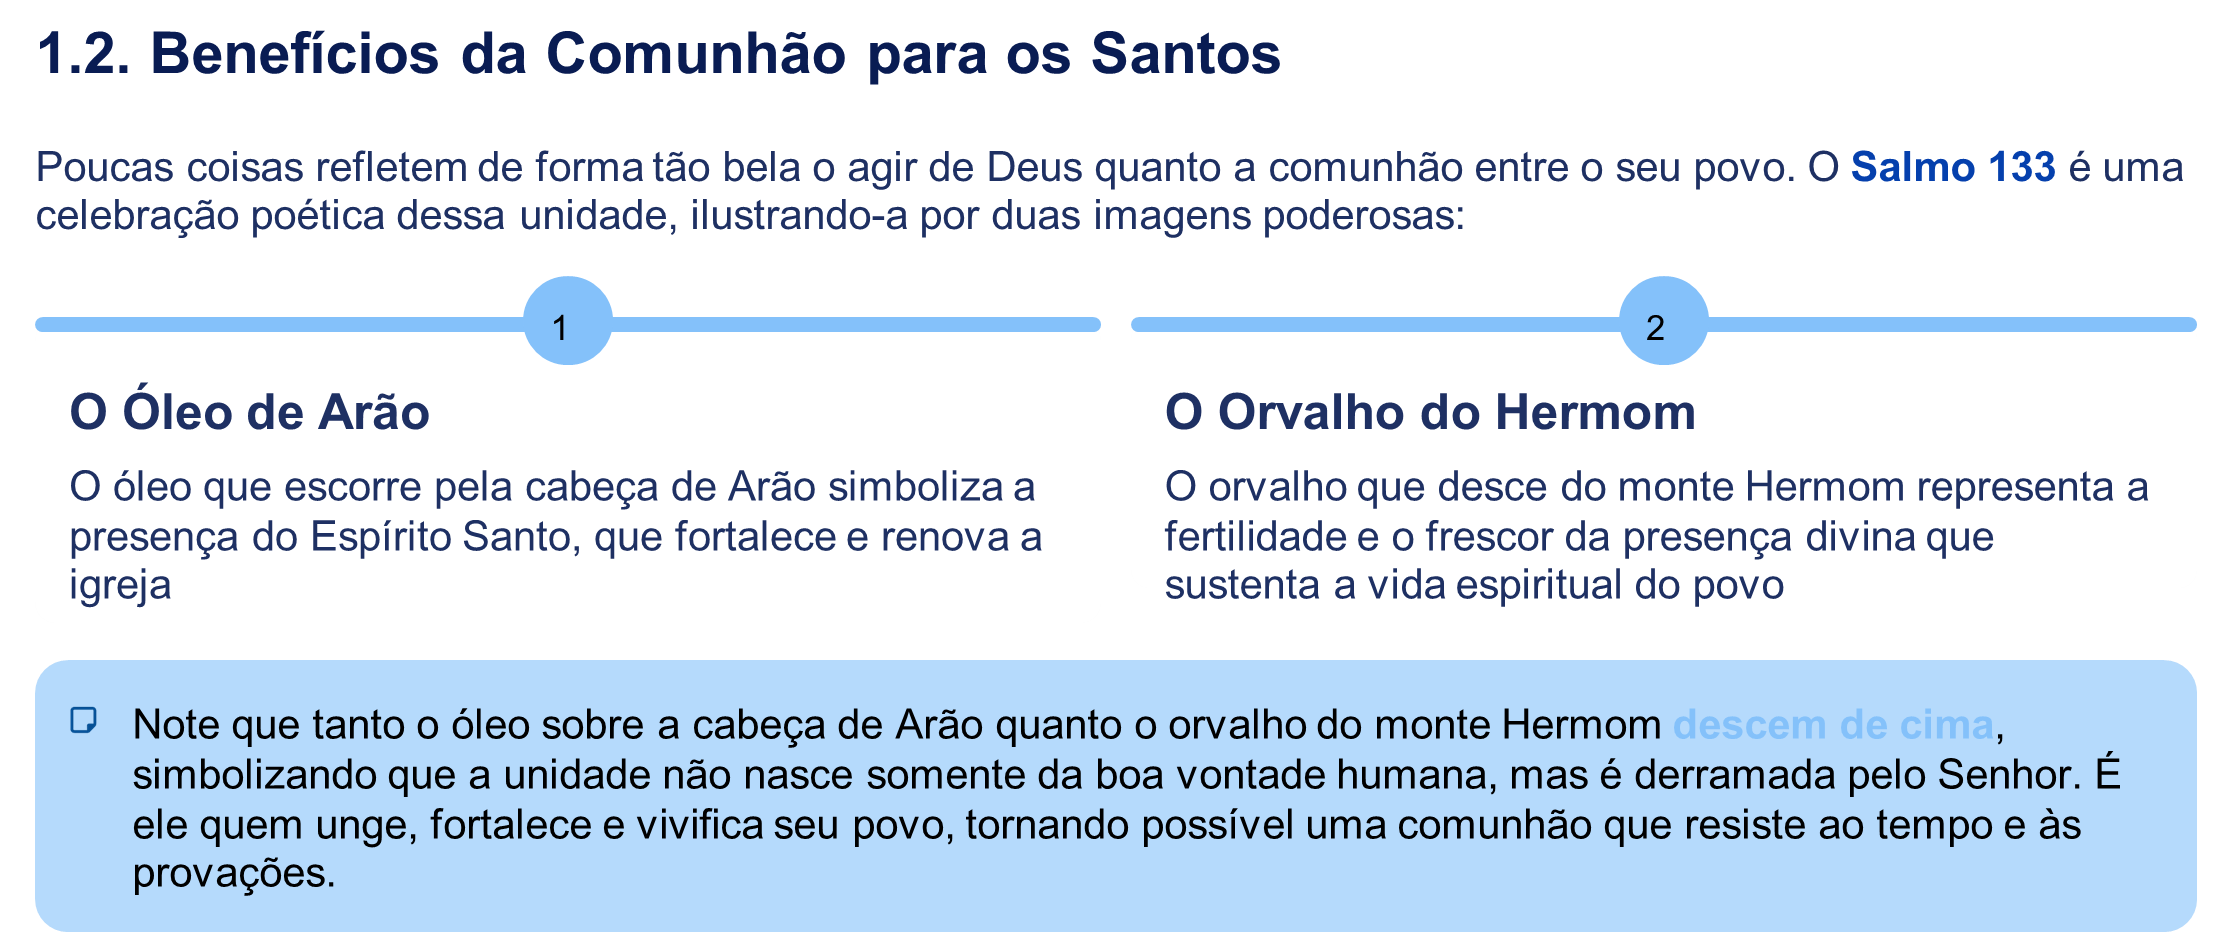 1.2. Benefícios da Comunhão para os Santos
Poucas coisas refletem de forma tão bela o agir de Deus quanto a comunhão entre o seu povo. O Salmo 133 é uma
celebração poética dessa unidade, ilustrando-a por duas imagens poderosas:
1
O Óleo de Arão
O óleo que escorre pela cabeça de Arão simboliza a
presença do Espírito Santo, que fortalece e renova a
igreja
2
O Orvalho do Hermom
O orvalho que desce do monte Hermom representa a
fertilidade e o frescor da presença divina que
sustenta a vida espiritual do povo
Note que tanto o óleo sobre a cabeça de Arão quanto o orvalho do monte Hermom descem de cima,
simbolizando que a unidade não nasce somente da boa vontade humana, mas é derramada pelo Senhor. É
ele quem unge, fortalece e vivifica seu povo, tornando possível uma comunhão que resiste ao tempo e às
provações.